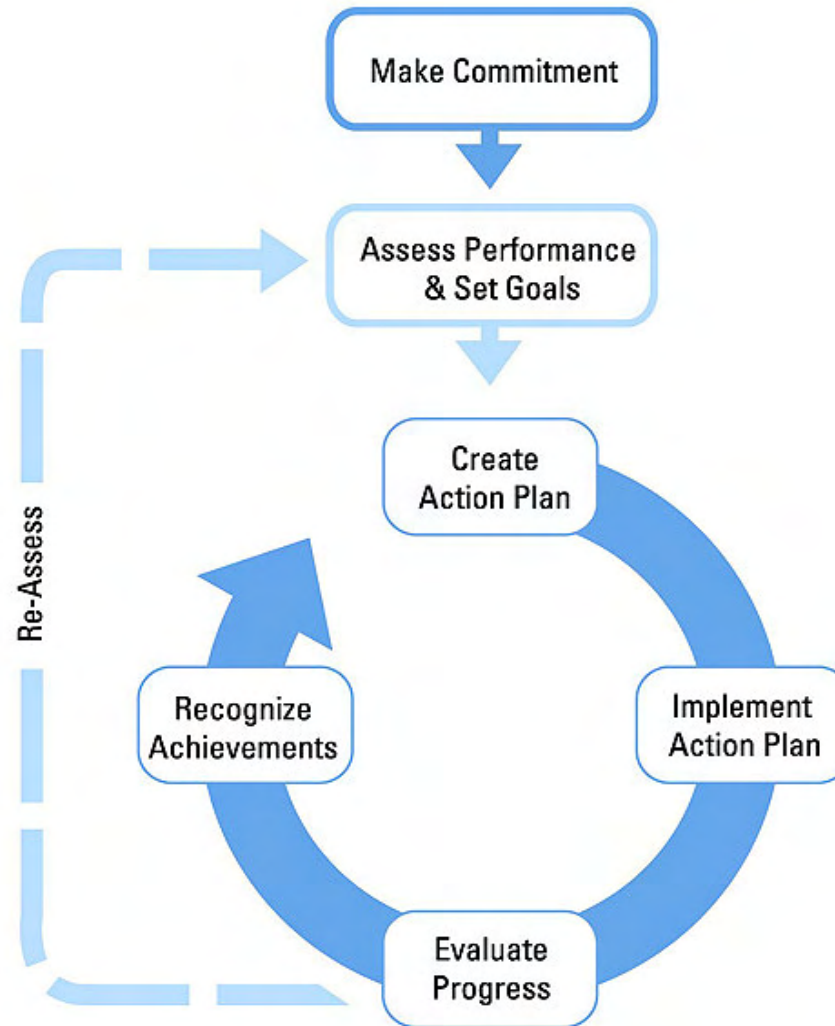 Make Commitment
Assess Performance
& Set Goals
Create
Action Plan
Re-Assess
Recognize
Achievements
Implement
Action Plan
Evaluate
Progress